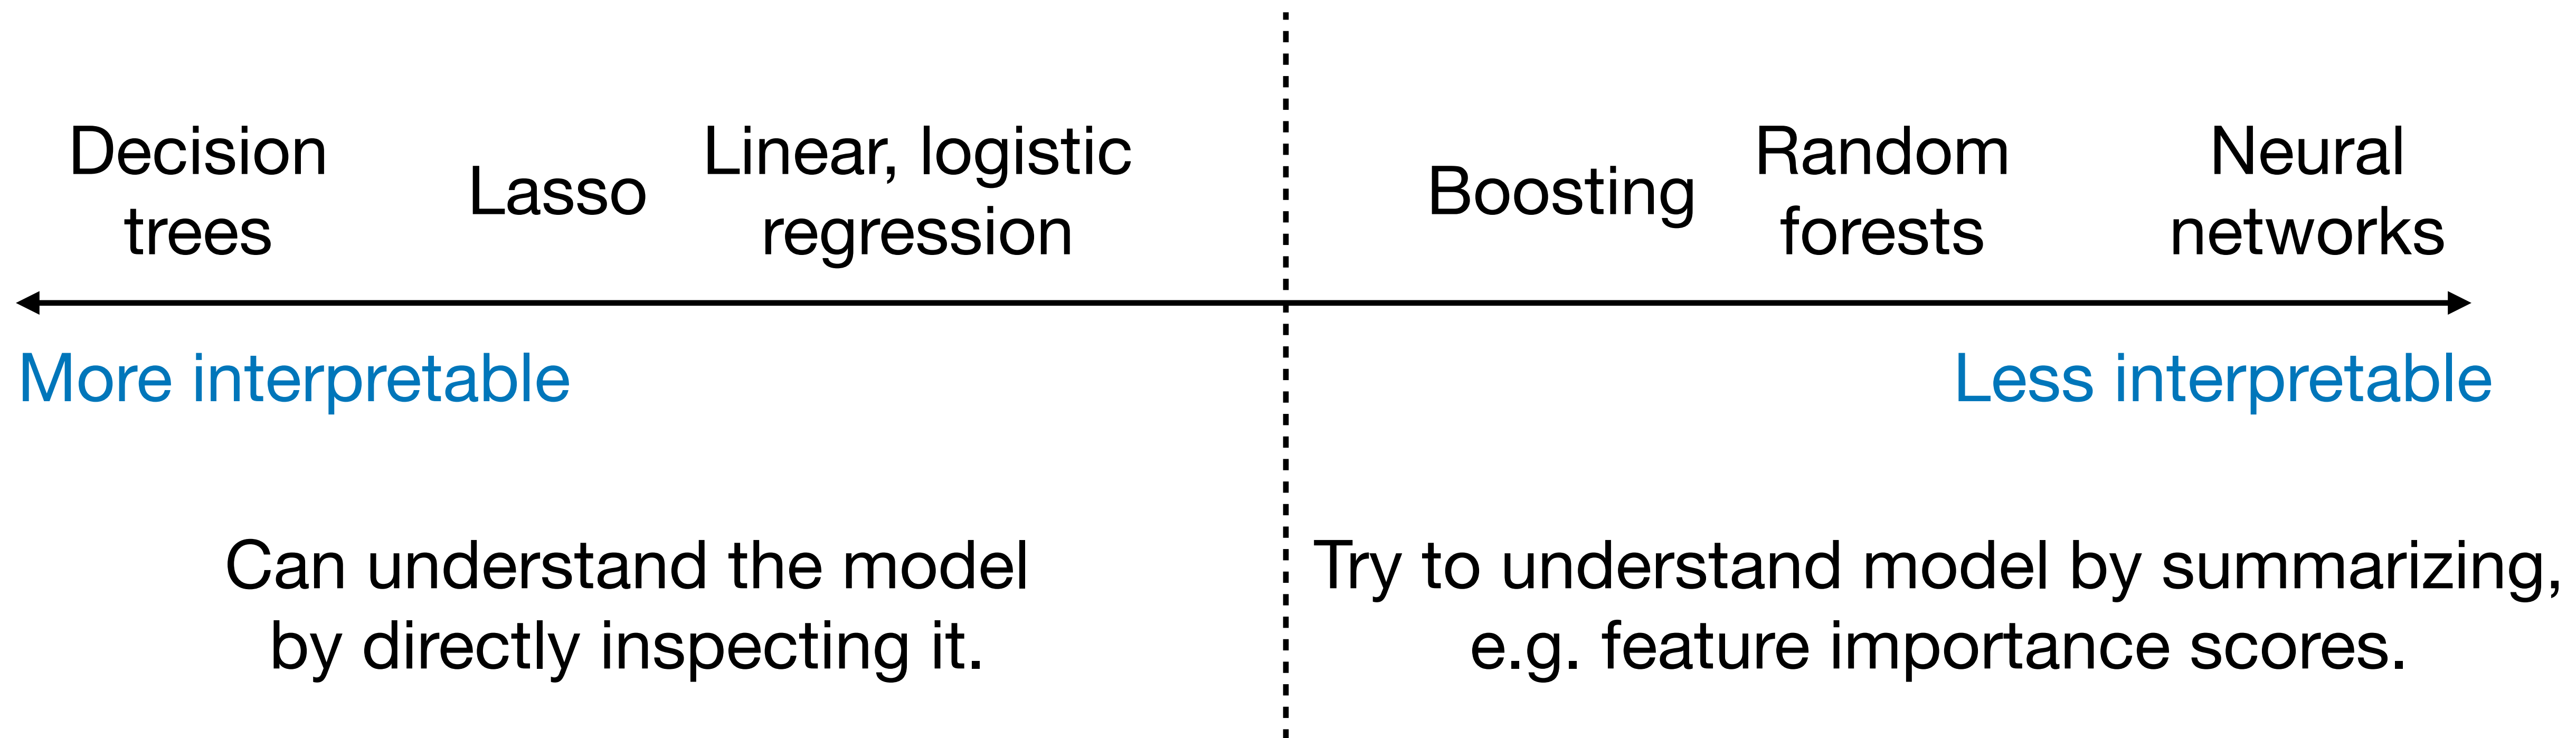 Decision
trees
Lasso
Linear, logistic
regression
Boosting
Random
forests
Neural
networks
More interpretable
Less interpretable
Can understand the model
by directly inspecting it.
Try to understand model by summarizing,
e.g. feature importance scores.